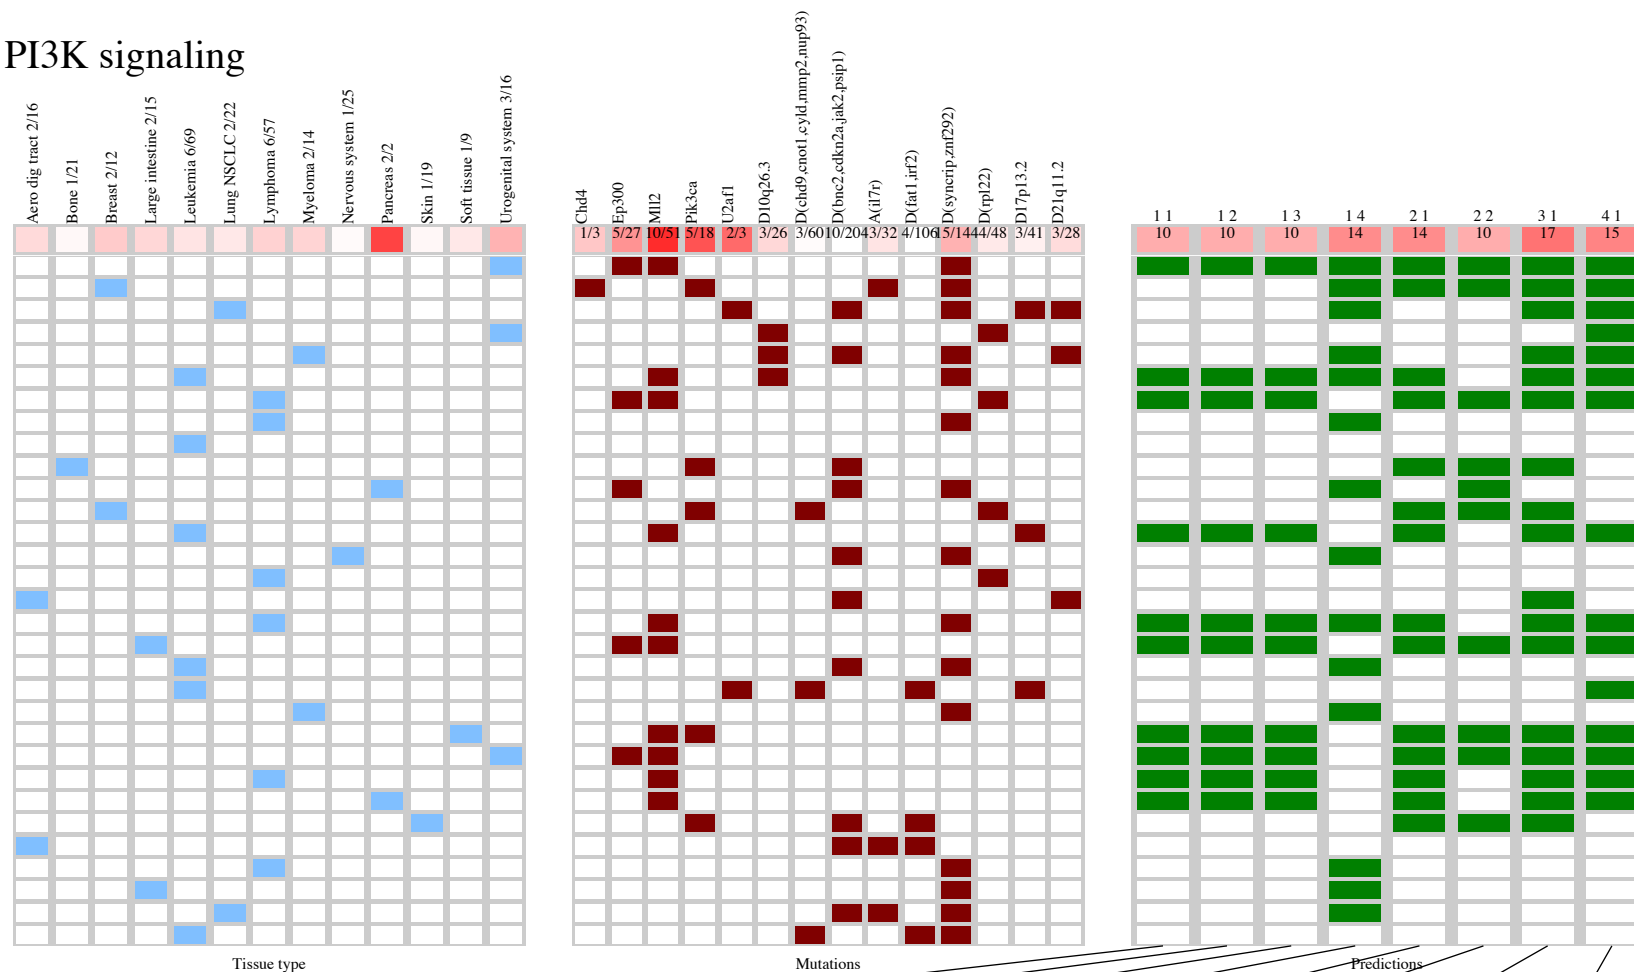 PI3K signaling
Aero dig tract 2/16
Bone 1/21
Breast 2/12
Large intestine 2/15
Leukemia 6/69
Lung NSCLC 2/22
Lymphoma 6/57
Myeloma 2/14
Nervous system 1/25
Pancreas 2/2
Skin 1/19
Soft tissue 1/9
Urogenital system 3/16
Chd4
Ep300
Mll2
Pik3ca
U2af1
D10q26.3
D(chd9,cnot1,cyld,mmp2,nup93)
D(bnc2,cdkn2a,jak2,psip1)
A(il7r)
D(fat1,irf2)
D(syncrip,znf292)
D(rpl22)
D17p13.2
D21q11.2
1/3 5/27 10/51 5/18 2/3 3/26 3/60 10/204 3/32 4/106 15/144 4/48 3/41 3/28
1 1 1 2 1 3 1 4 2 1 2 2 3 1 4 1
10 10 10 14 14 10 17 15
Tissue type
Mutations
Predictions